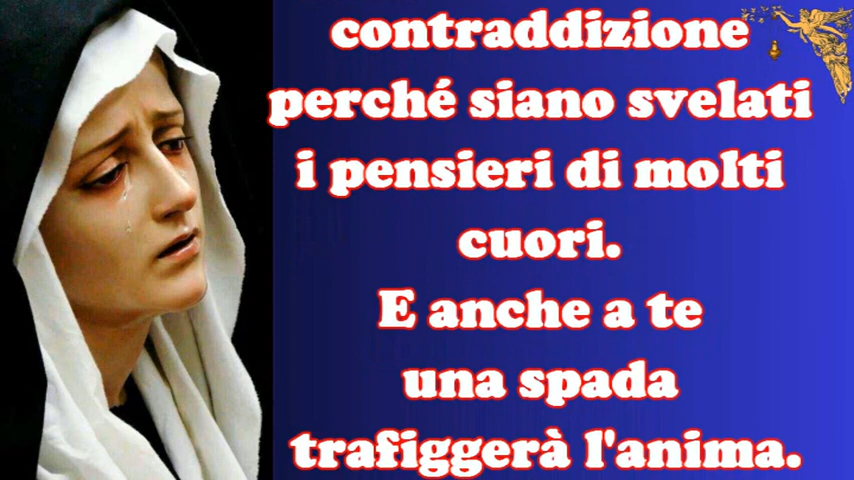 contraddizione
perché siano svelati
i pensieri di molti
cuori.
E anche a te
una spada
trafiggerà l'anima.